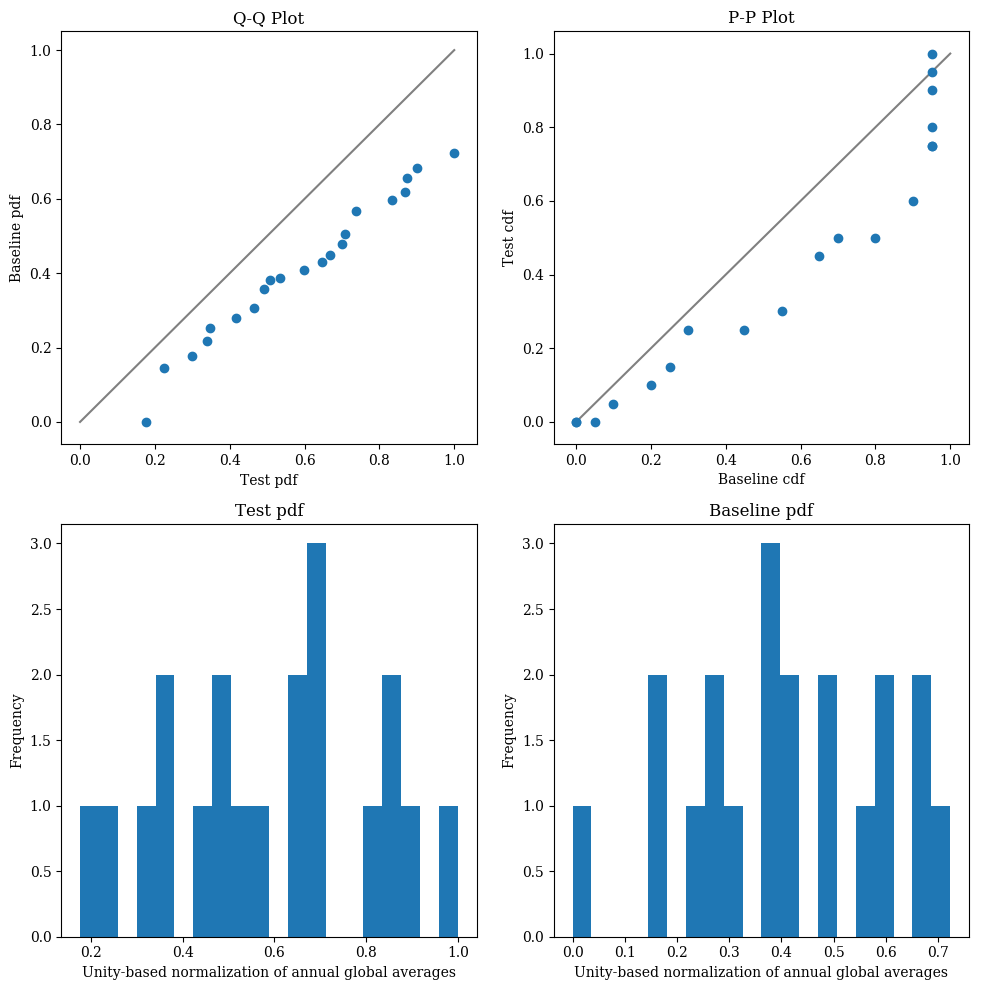 Q-Q Plot
1.0
0.8
0.6
0.4
0.2
0.0
Baseline pdf
0.0 0.2 0.4 0.6 0.8 1.0
Test pdf
P-P Plot
1.0
0.8
0.6
0.4
0.2
0.0
Test cdf
0.0 0.2 0.4 0.6 0.8 1.0
Baseline cdf
Test pdf
3.0
2.5
2.0
1.5
1.0
0.5
0.0
Frequency
0.2 0.4 0.6 0.8 1.0
Unity-based normalization of annual global averages
Baseline pdf
3.0
2.5
2.0
1.5
1.0
0.5
0.0
Frequency
0.0 0.1 0.2 0.3 0.4 0.5 0.6 0.7
Unity-based normalization of annual global averages